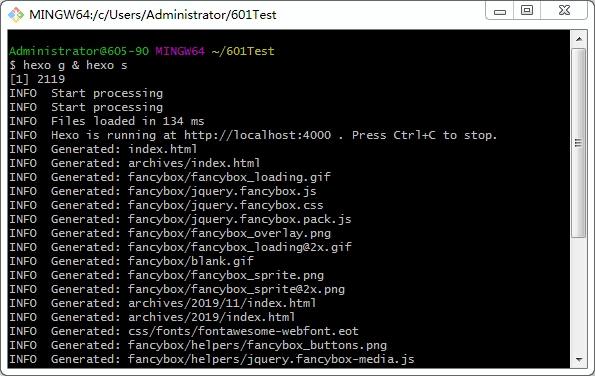 MINGW64:/c/Users/Administrator/601Test
Administrator@605-90 MINGW64 ~/601Test
$ hexo g & hexo s
[1] 2119
INFO  Start processing
INFO  Start processing
INFO  Files loaded in 134 ms
INFO  Hexo is running at http://localhost:4000 . Press Ctrl+C to stop.
INFO  Generated: index.html
INFO  Generated: archives/index.html
INFO  Generated: fancybox/fancybox_loading.gif
INFO  Generated: fancybox/jquery.fancybox.js
INFO  Generated: fancybox/jquery.fancybox.css
INFO  Generated: fancybox/jquery.fancybox.pack.js
INFO  Generated: fancybox/fancybox_overlay.png
INFO  Generated: fancybox/fancybox_loading@2x.gif
INFO  Generated: fancybox/blank.gif
INFO  Generated: fancybox/fancybox_sprite.png
INFO  Generated: fancybox/fancybox_sprite@2x.png
INFO  Generated: archives/2019/11/index.html
INFO  Generated: archives/2019/index.html
INFO  Generated: css/fonts/fontawesome-webfont.eot
INFO  Generated: fancybox/helpers/fancybox_buttons.png
INFO  Generated: fancybox/helpers/jquery.fancybox-media.js